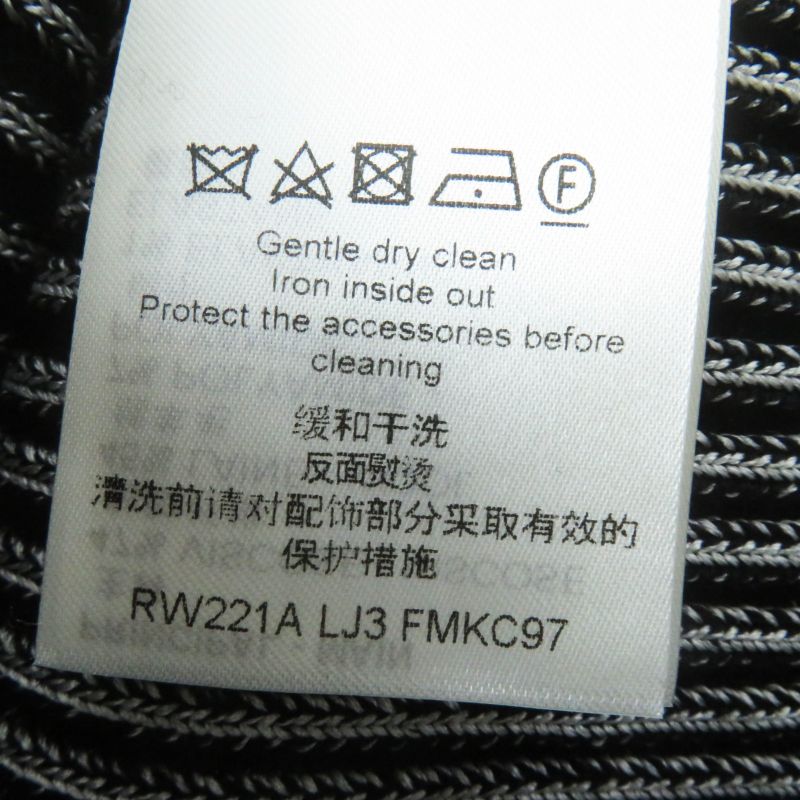 F
Gentle dry clean
Iron inside out
Protect the accessories before
cleaning
缓和干洗
反面熨烫
清洗前请对配饰部分采取有效的
保护措施
RW221A LJ3 FMKC97